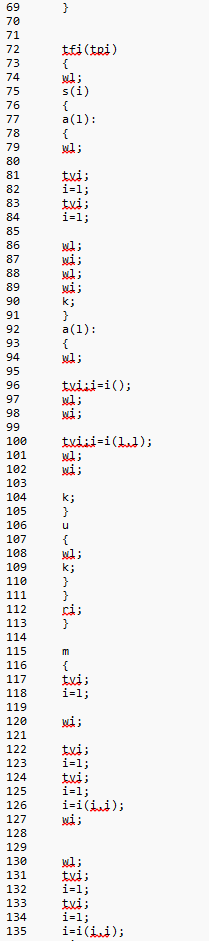 69 }
70
71
72 tfi(tpi)
73 {
74 wl;
75 s(i)
76 {
77 a(l):
78 {
79 wl;
80
81 tvi;
82 i=l;
83 tvi;
84 i=l;
85
86 wl;
87 wi;
88 wl;
89 wi;
90 k;
91 }
92 a(l):
93 {
94 wl;
95
96 tvi;i=i();
97 wl;
98 wi;
99
100 tvi;i=i(l,l);
101 wl;
102 wi;
103
104 k;
105 }
106 u
107 {
108 wl;
109 k;
110 }
111 }
112 ri;
113 }
114
115 m
116 {
117 tvi;
118 i=l;
119
120 wi;
121
122 tvi;
123 i=l;
124 tvi;
125 i=l;
126 i=i(i,i);
127 wi;
128
129
130 wl;
131 tvi;
132 i=l;
133 tvi;
134 i=l;
135 i=i(i,i);